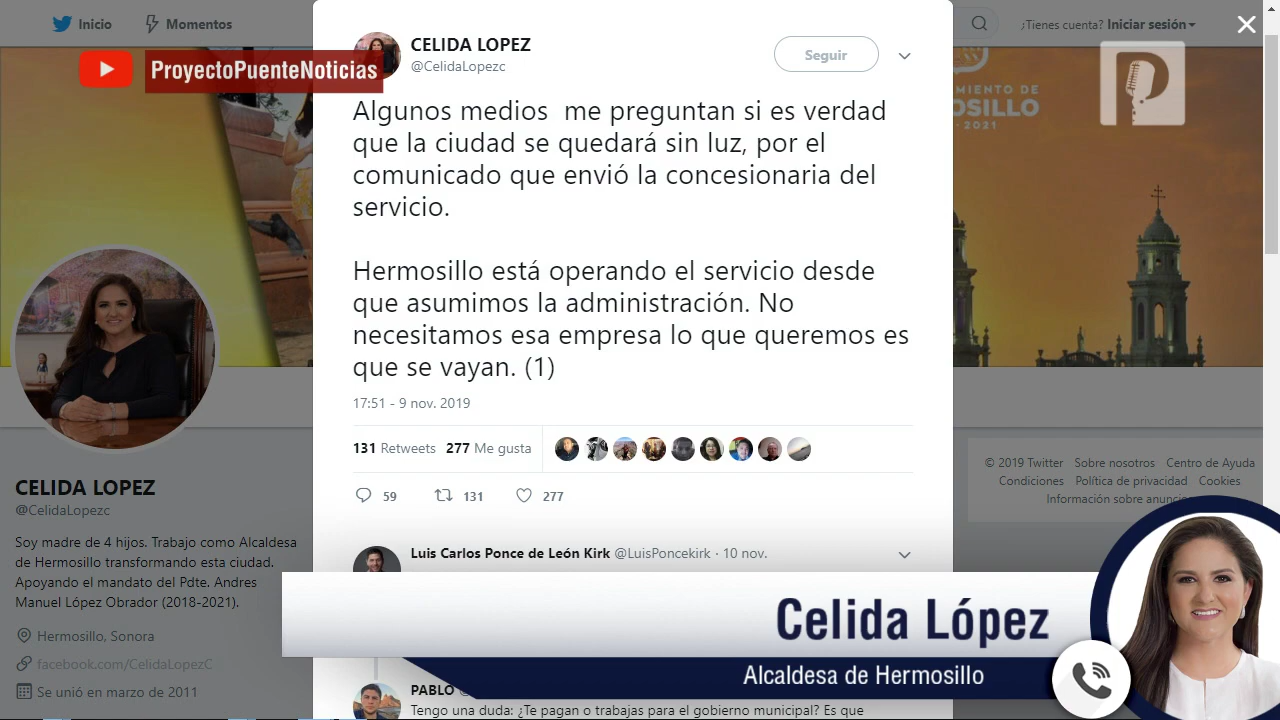 Inicio
Momentos
¿Tienes cuenta? Iniciar sesión
ProyectoPuenteNoticias
CELIDA LOPEZ
@CelidaLopezc
Algunos medios  me preguntan si es verdad
que la ciudad se quedará sin luz, por el
comunicado que envió la concesionaria del
servicio.
Hermosillo está operando el servicio desde
que asumimos la administración. No
necesitamos esa empresa lo que queremos es
que se vayan. (1)
17:51 - 9 nov. 2019
131 Retweets 277 Me gusta
59 131 277
Seguir
Luis Carlos Ponce de León Kirk @LuisPoncekirk · 10 nov.
PABLO
Tengo una duda: ¿Te pagan o trabajas para el gobierno municipal? Es que
CELIDA LOPEZ
@CelidaLopezc
Soy madre de 4 hijos. Trabajo como Alcaldesa
de Hermosillo transformando esta ciudad.
Apoyando el mandato del Pdte. Andres
Manuel López Obrador (2018-2021).
Hermosillo, Sonora
facebook.com/CelidaLopezC
Se unió en marzo de 2011
MIENTO DE
OSILLO
- 2021
P
© 2019 Twitter Sobre nosotros Centro de Ayuda
Condiciones Política de privacidad Cookies
Información sobre anuncios
Celida López
Alcaldesa de Hermosillo